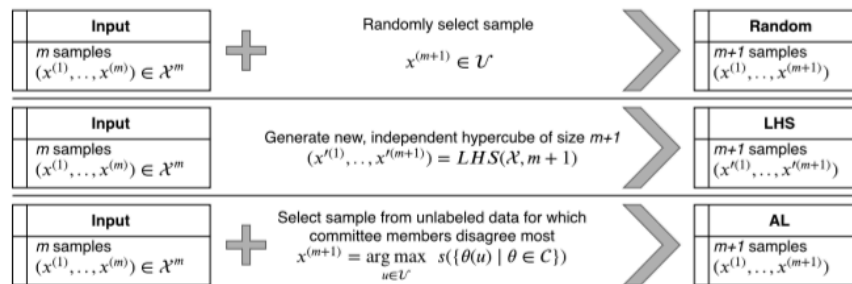 Input
m samples
(x⁽¹⁾,..,x⁽ᵐ⁾) ∈ 𝒳ᵐ
Randomly select sample
x⁽ᵐ⁺¹⁾ ∈ 𝒰
Random
m+1 samples
(x⁽¹⁾,..,x⁽ᵐ⁺¹⁾)
Input
m samples
(x⁽¹⁾,..,x⁽ᵐ⁾) ∈ 𝒳ᵐ
Generate new, independent hypercube of size m+1
(x′⁽¹⁾,..,x′⁽ᵐ⁺¹⁾) = LHS(𝒳, m + 1)
LHS
m+1 samples
(x′⁽¹⁾,..,x′⁽ᵐ⁺¹⁾)
Input
m samples
(x⁽¹⁾,..,x⁽ᵐ⁾) ∈ 𝒳ᵐ
Select sample from unlabeled data for which
committee members disagree most
x⁽ᵐ⁺¹⁾ = arg max s({θ(u) | θ ∈ C})
u∈𝒰
AL
m+1 samples
(x⁽¹⁾,..,x⁽ᵐ⁺¹⁾)